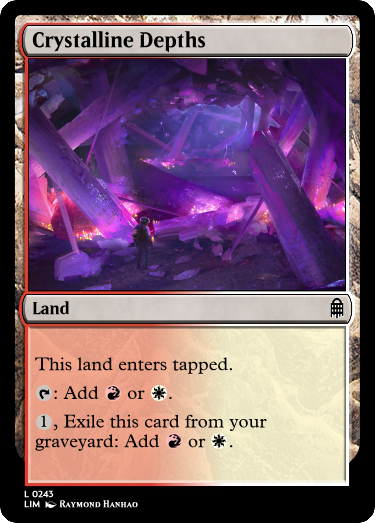 Crystalline Depths
Land
This land enters tapped.
: Add or .
1, Exile this card from your
graveyard: Add or .
L 0243
LIM Raymond Hanhao